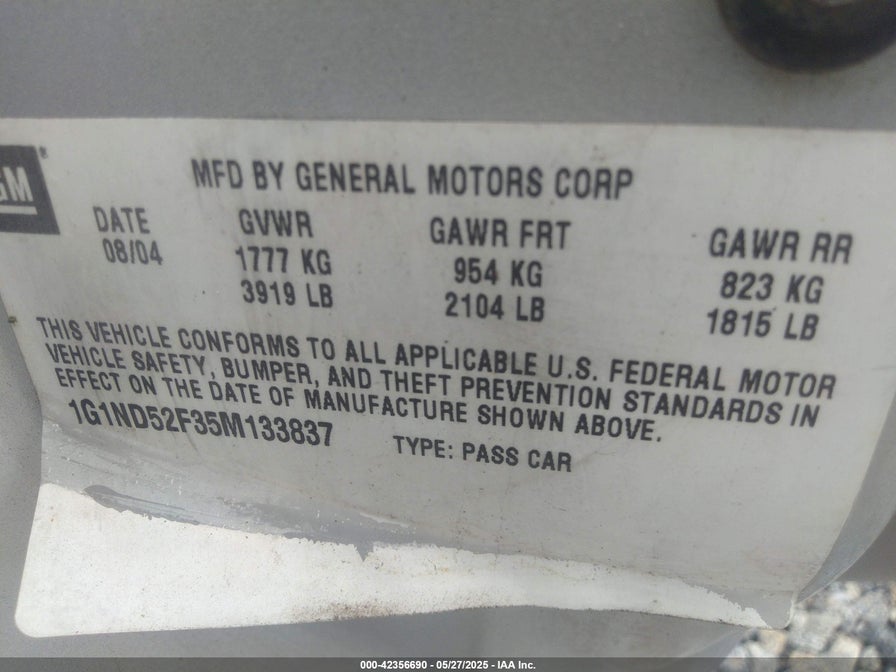 GM
MFD BY GENERAL MOTORS CORP
DATE GVWR GAWR FRT GAWR RR
08/04 1777 KG 954 KG 823 KG
3919 LB 2104 LB 1815 LB
THIS VEHICLE CONFORMS TO ALL APPLICABLE U.S. FEDERAL MOTOR
VEHICLE SAFETY, BUMPER, AND THEFT PREVENTION STANDARDS IN
EFFECT ON THE DATE OF MANUFACTURE SHOWN ABOVE.
1G1ND52F35M133837 TYPE: PASS CAR
000-42356690 - 05/27/2025 - IAA Inc.